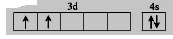 3d 4s
↑ ↑ ↑↓